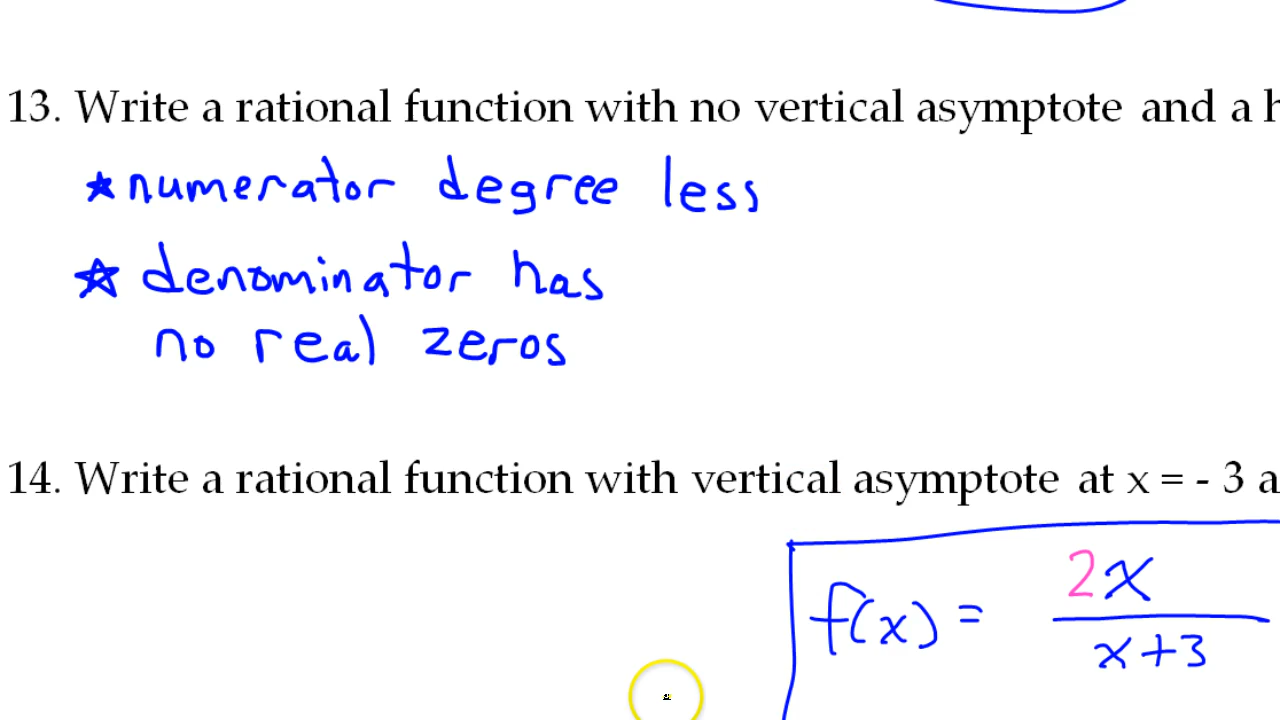 13. Write a rational function with no vertical asymptote and a h
* numerator degree less
* denominator has
no real zeros
14. Write a rational function with vertical asymptote at x = - 3 a
f(x) = 2x
x+3